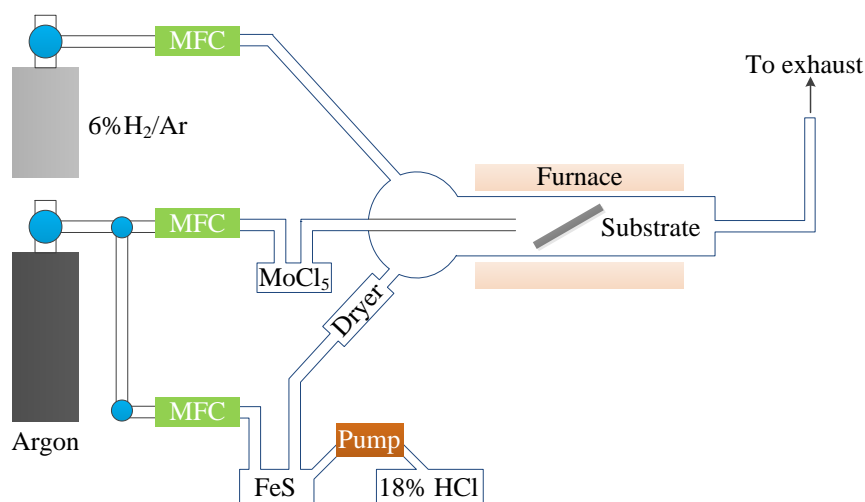 MFC
To exhaust
6%H₂/Ar
Furnace
MFC
Substrate
MoCl₅
Dryer
MFC
Argon
Pump
FeS
18% HCl